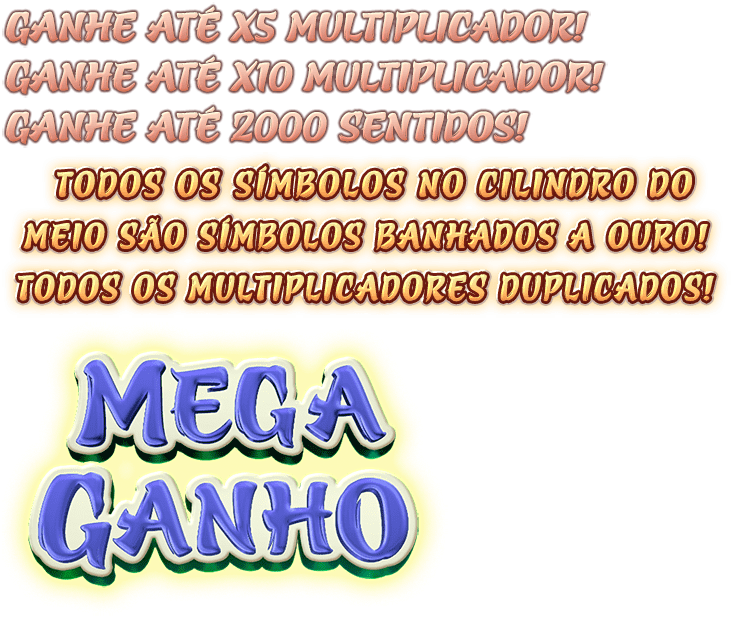 GANHE ATÉ X5 MULTIPLICADOR!
GANHE ATÉ X10 MULTIPLICADOR!
GANHE ATÉ 2000 SENTIDOS!
TODOS OS SÍMBOLOS NO CILINDRO DO
MEIO SÃO SÍMBOLOS BANHADOS A OURO!
TODOS OS MULTIPLICADORES DUPLICADOS!
MEGA
GANHO